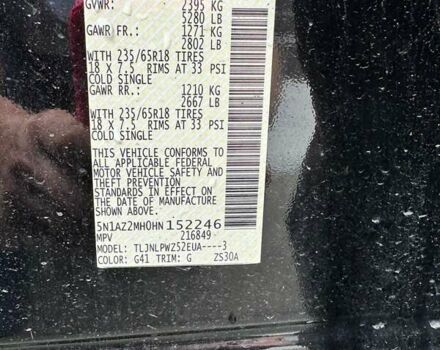 GVWR: 2395 KG
5280 LB
GAWR FR.: 1271 KG
2802 LB
WITH 235/65R18 TIRES
18 X 7.5 RIMS AT 33 PSI
COLD SINGLE
GAWR RR.: 1210 KG
2667 LB
WITH 235/65R18 TIRES
18 X 7.5 RIMS AT 33 PSI
COLD SINGLE
THIS VEHICLE CONFORMS TO
ALL APPLICABLE FEDERAL
MOTOR VEHICLE SAFETY AND
THEFT PREVENTION
STANDARDS IN EFFECT ON
THE DATE OF MANUFACTURE
SHOWN ABOVE.
5N1AZ2MH0HN152246
MPV 216849
MODEL: TLJNLPWZ52EUA----3
COLOR: G41 TRIM: G ZS30A